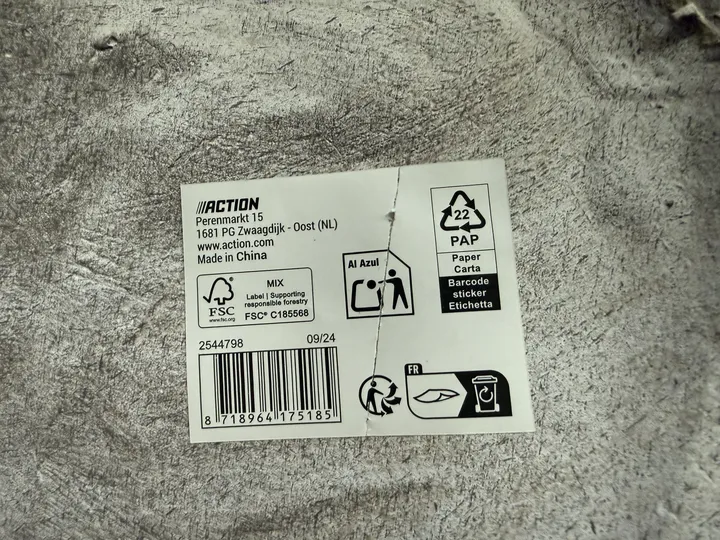 ACTION
Perenmarkt 15
1681 PG Zwaagdijk - Oost (NL)
www.action.com
Made in China
FSC
www.fsc.org
MIX
Label | Supporting
responsible forestry
FSC® C185568
Al Azul
22
PAP
Paper
Carta
Barcode
sticker
Etichetta
2544798 09/24
8 718964 175185
FR